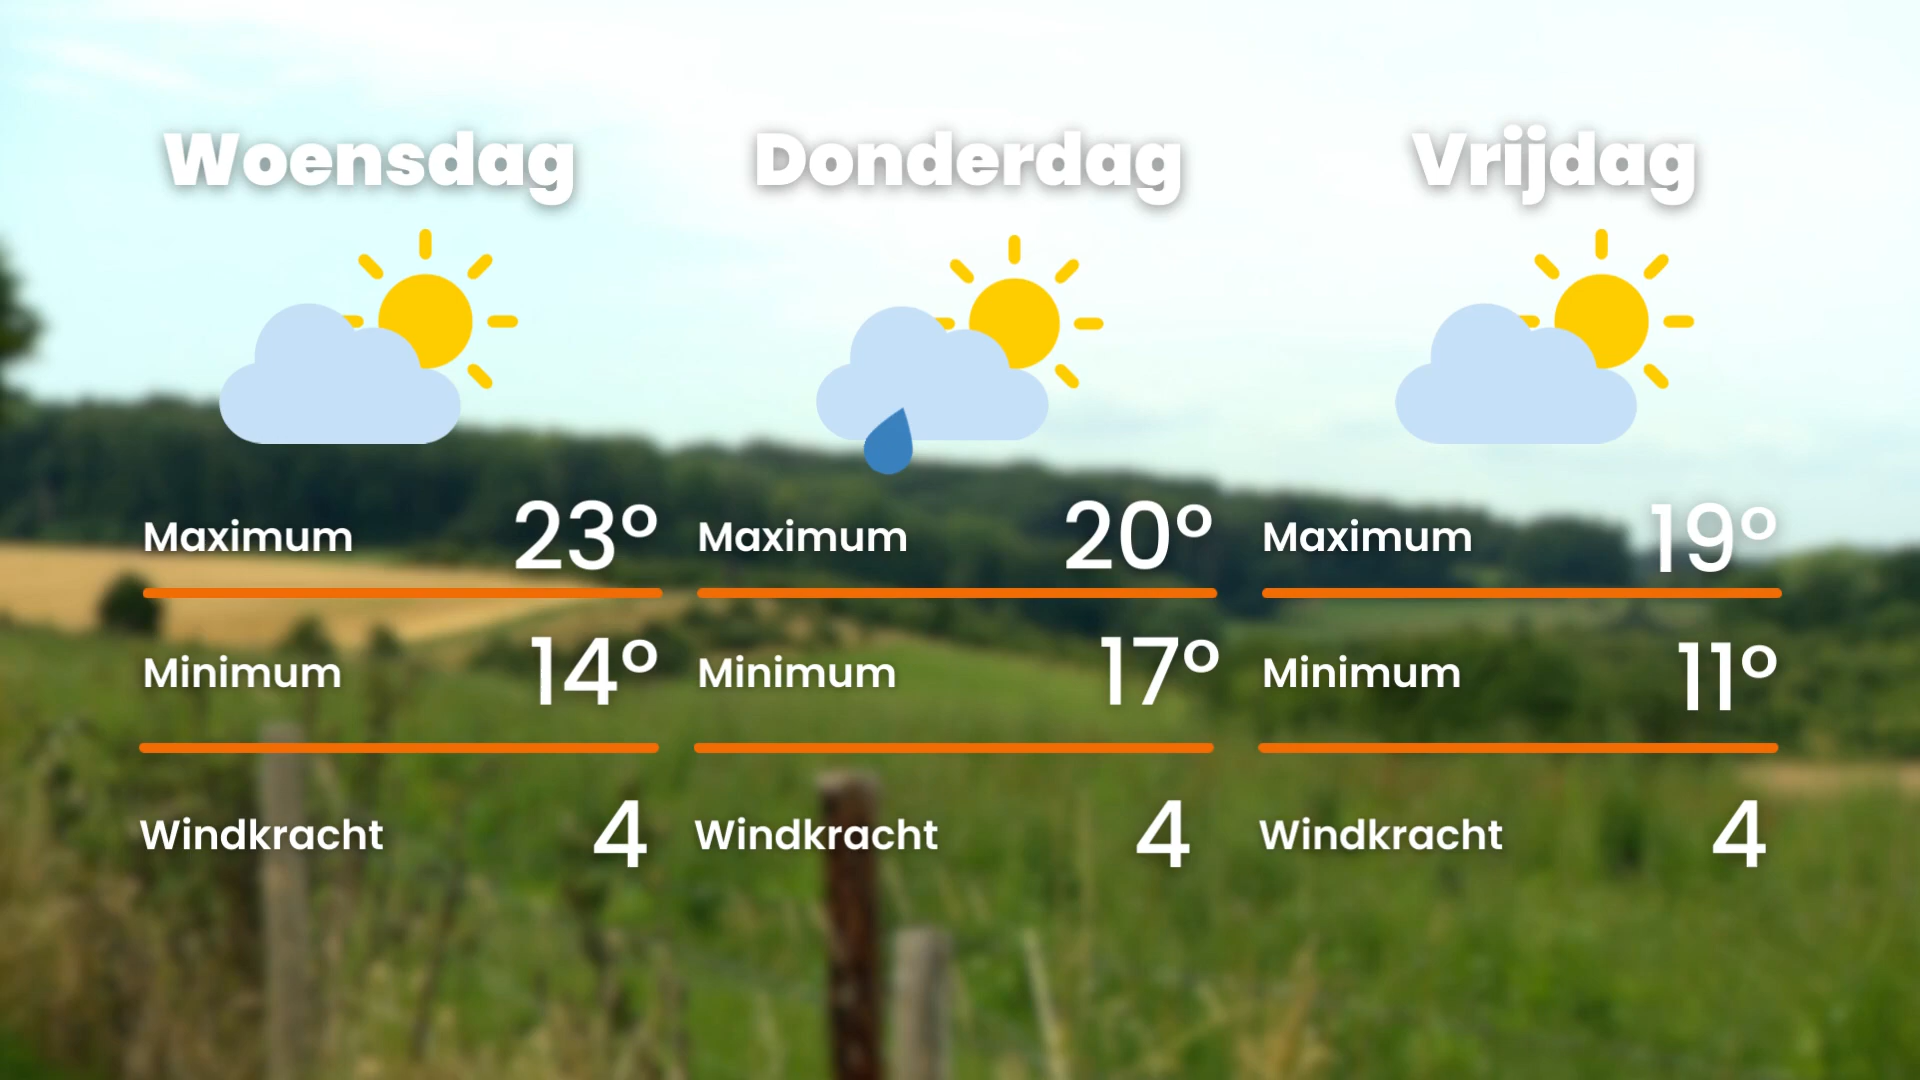 Woensdag
Maximum 23°
Minimum 14°
Windkracht 4
Donderdag
Maximum 20°
Minimum 17°
Windkracht 4
Vrijdag
Maximum 19°
Minimum 11°
Windkracht 4